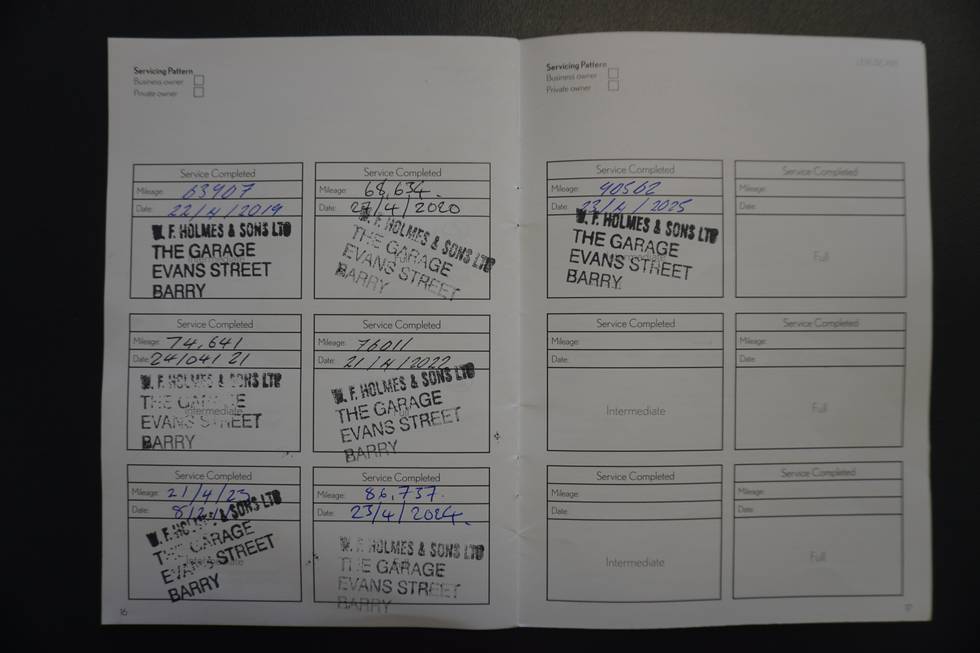 Servicing Pattern
Business owner
Private owner
Service Completed
Mileage: 63907
Date: 22/4/2019
W. F. HOLMES & SONS LTD
THE GARAGE
EVANS STREET
BARRY
Service Completed
Mileage: 68,634.
Date: 27/4/2020
W. F. HOLMES & SONS LTD
THE GARAGE
EVANS STREET
BARRY
Service Completed
Mileage: 74,641
Date: 24/04/21
W. F. HOLMES & SONS LTD
THE GARAGE
Intermediate
EVANS STREET
BARRY
Service Completed
Mileage: 76011
Date: 21/4/2022
W. F. HOLMES & SONS LTD
THE GARAGE
Full
EVANS STREET
BARRY
Service Completed
Mileage: 21/4/23
Date:
W. F. HOLMES & SONS LTD
THE GARAGE
EVANS STREET
BARRY
Service Completed
Mileage: 86,737.
Date: 23/4/2024.
W. F. HOLMES & SONS LTD
THE GARAGE
EVANS STREET
BARRY
16
Servicing Pattern
Business owner
Private owner
Service Completed
Mileage: 90562
Date: 23/4/2025
W. F. HOLMES & SONS LTD
THE GARAGE
EVANS STREET
BARRY
Service Completed
Mileage:
Date:
Full
Service Completed
Mileage:
Date:
Intermediate
Service Completed
Mileage:
Date:
Full
Service Completed
Mileage:
Date:
Intermediate
Service Completed
Mileage:
Date:
Full
17